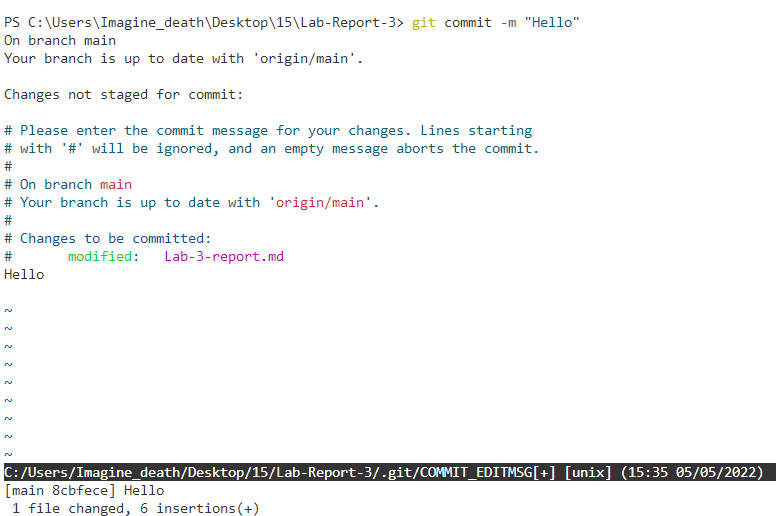 PS C:\Users\Imagine_death\Desktop\15\Lab-Report-3> git commit -m "Hello"
On branch main
Your branch is up to date with 'origin/main'.
Changes not staged for commit:
# Please enter the commit message for your changes. Lines starting
# with '#' will be ignored, and an empty message aborts the commit.
#
# On branch main
# Your branch is up to date with 'origin/main'.
#
# Changes to be committed:
#       modified:   Lab-3-report.md
Hello
~
~
~
~
~
~
~
~
~
C:/Users/Imagine_death/Desktop/15/Lab-Report-3/.git/COMMIT_EDITMSG[+] [unix] (15:35 05/05/2022)
[main 8cbfece] Hello
 1 file changed, 6 insertions(+)